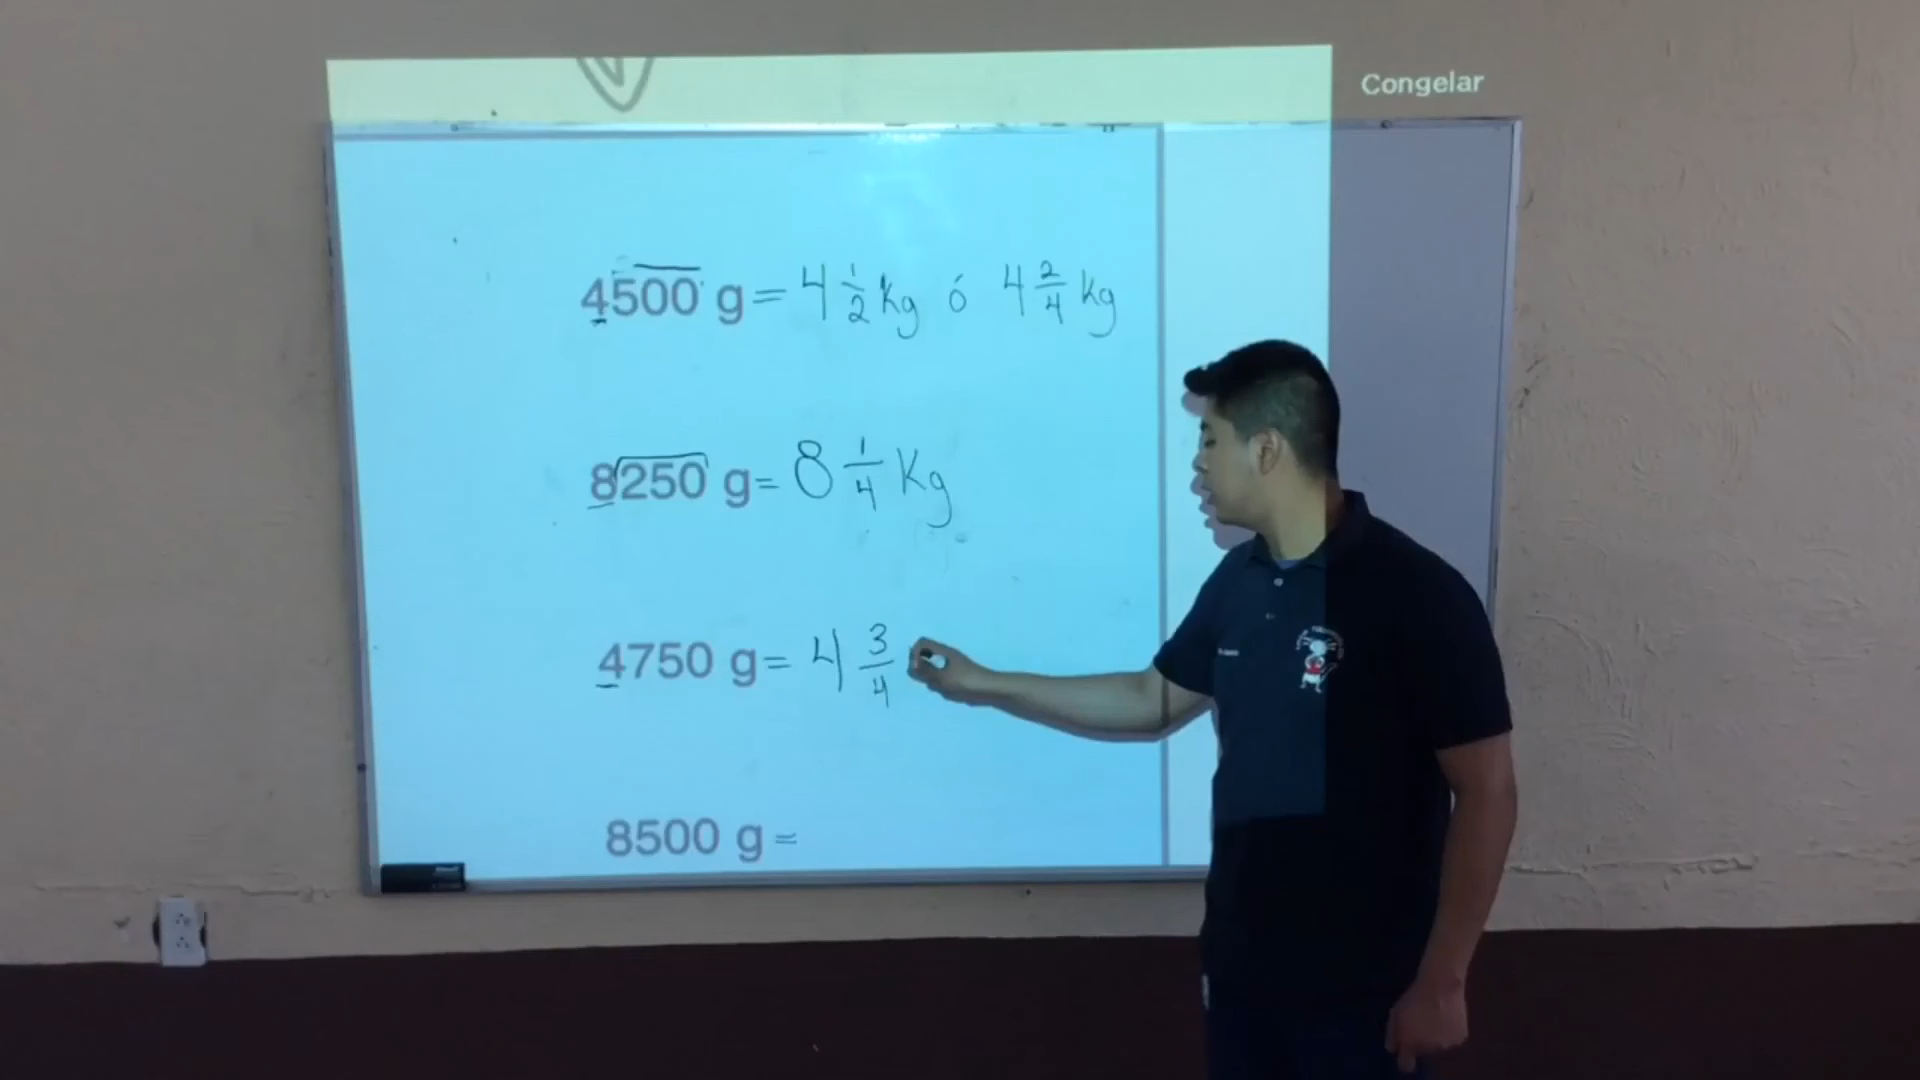 Congelar
4500 g = 4 1/2 kg ó 4 2/4 kg
8250 g = 8 1/4 Kg
4750 g = 4 3/4
8500 g =